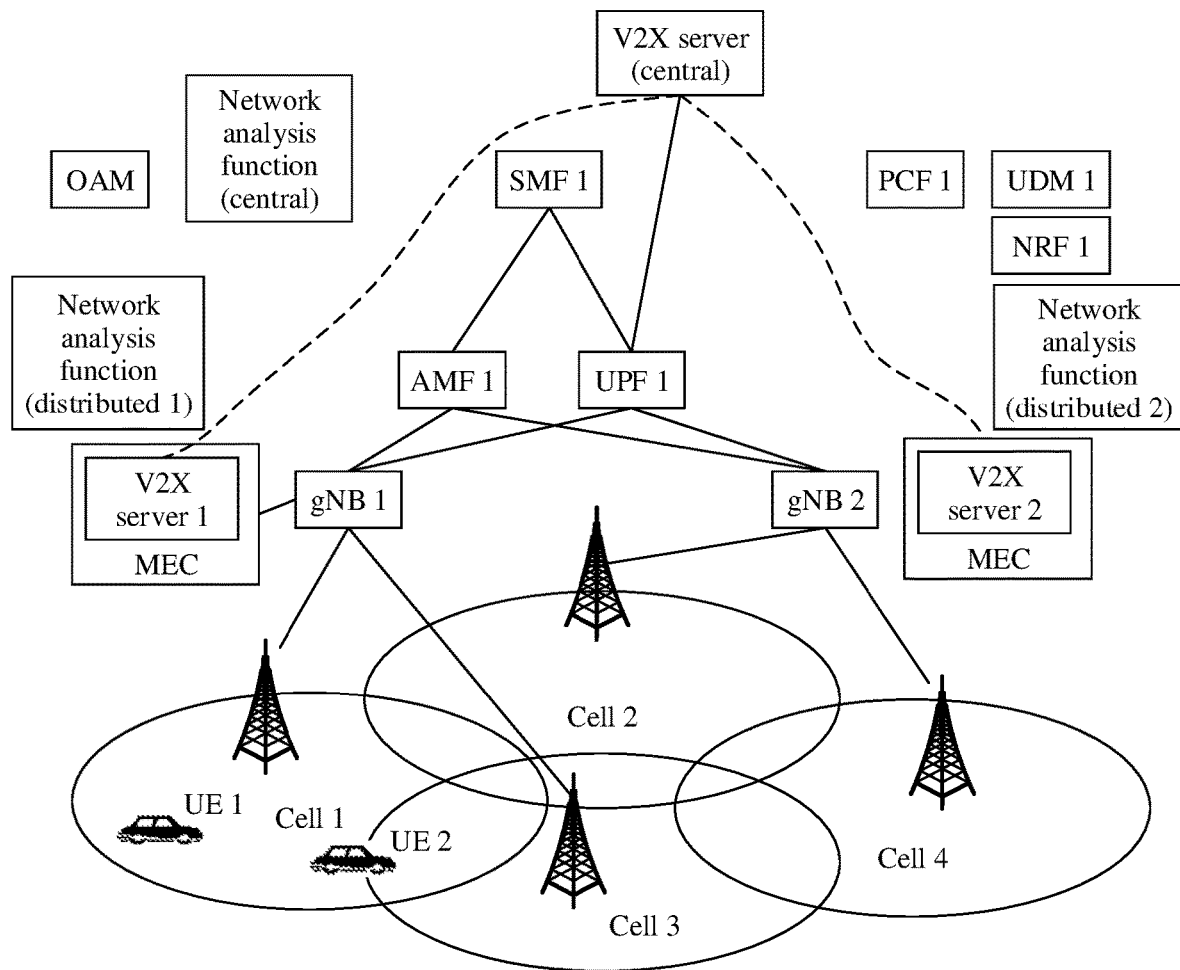 V2X server
(central)
Network
analysis
function
(central)
OAM
SMF 1
PCF 1
UDM 1
NRF 1
Network
analysis
function
(distributed 1)
AMF 1
UPF 1
Network
analysis
function
(distributed 2)
V2X
server 1
MEC
gNB 1
gNB 2
V2X
server 2
MEC
Cell 2
UE 1
Cell 1
UE 2
Cell 4
Cell 3